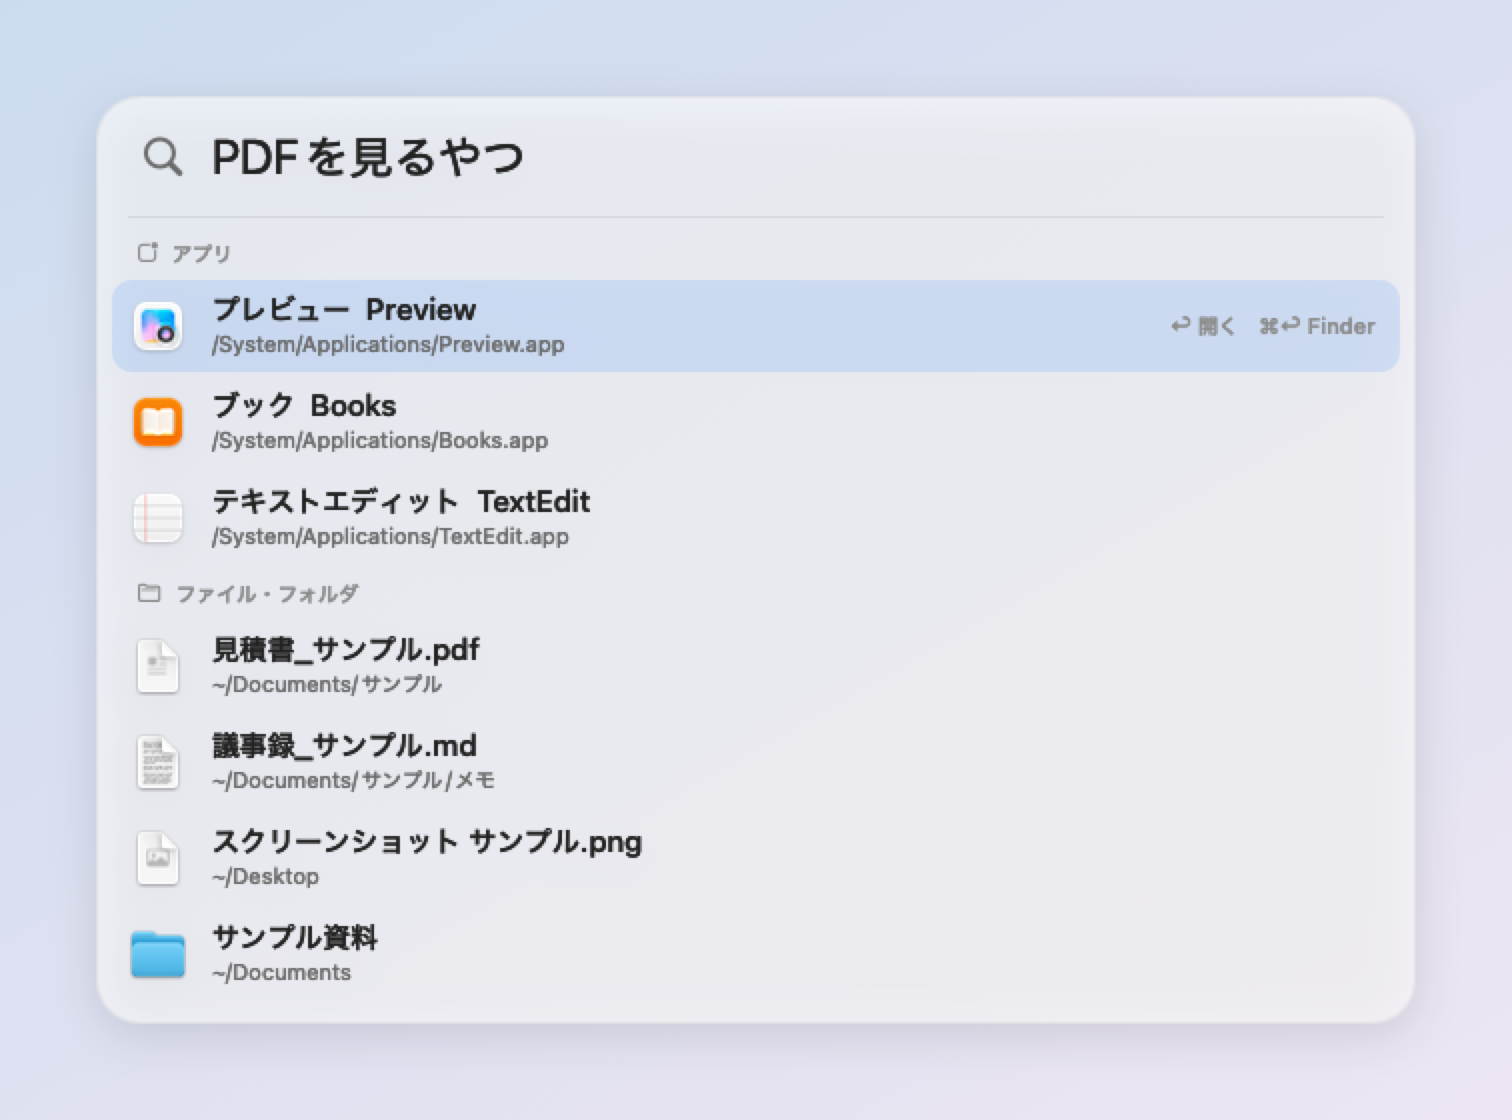 PDFを見るやつ
アプリ
プレビュー Preview
/System/Applications/Preview.app
↩ 開く ⌘↩ Finder
ブック Books
/System/Applications/Books.app
テキストエディット TextEdit
/System/Applications/TextEdit.app
ファイル・フォルダ
見積書_サンプル.pdf
~/Documents/サンプル
議事録_サンプル.md
~/Documents/サンプル/メモ
スクリーンショット サンプル.png
~/Desktop
サンプル資料
~/Documents